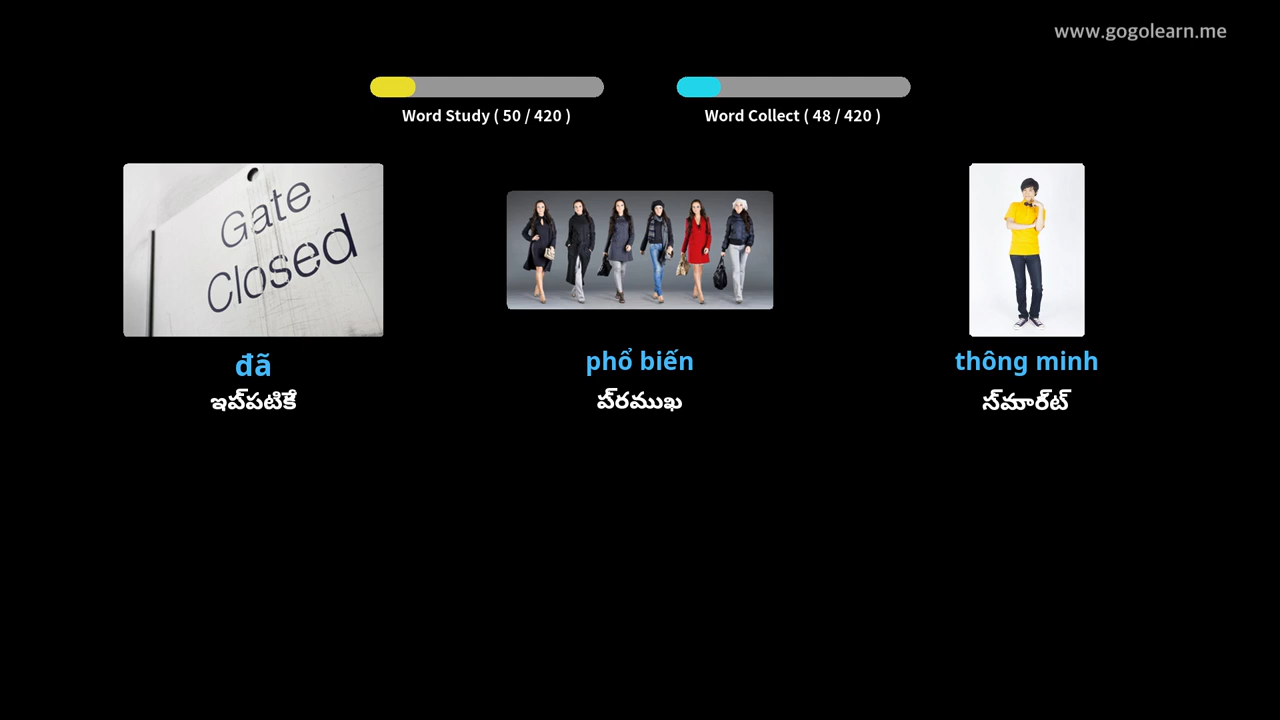 www.gogolearn.me
Word Study ( 50 / 420 )
Word Collect ( 48 / 420 )
Gate
Closed
đã
phổ biến
thông minh
ఇప్పటికే
ప్రముఖ
స్మార్ట్